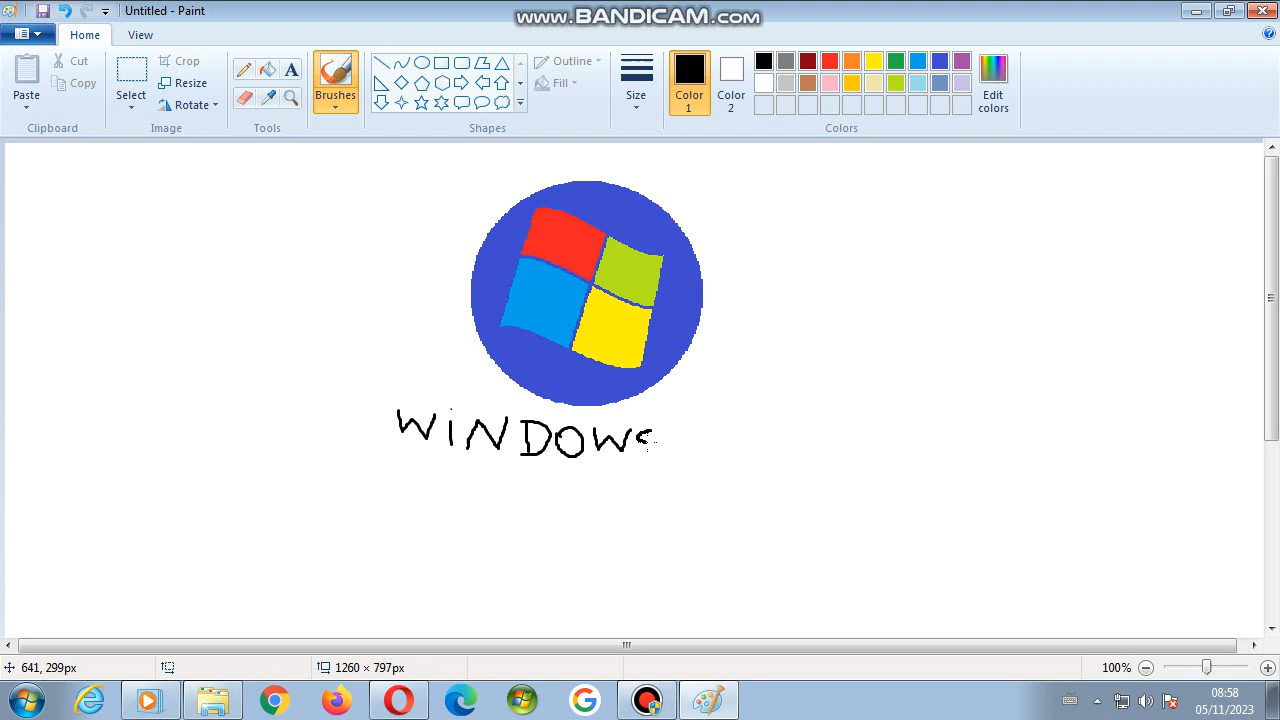 Untitled - Paint
www.BANDICAM.com
Home View
Paste
Cut
Copy
Clipboard
Select
Crop
Resize
Rotate
Image
A
Tools
Brushes
Shapes
Outline
Fill
Size
Color 1
Color 2
Edit colors
Colors
WiNDOWS
641, 299px
1260 × 797px
100%
08:58
05/11/2023